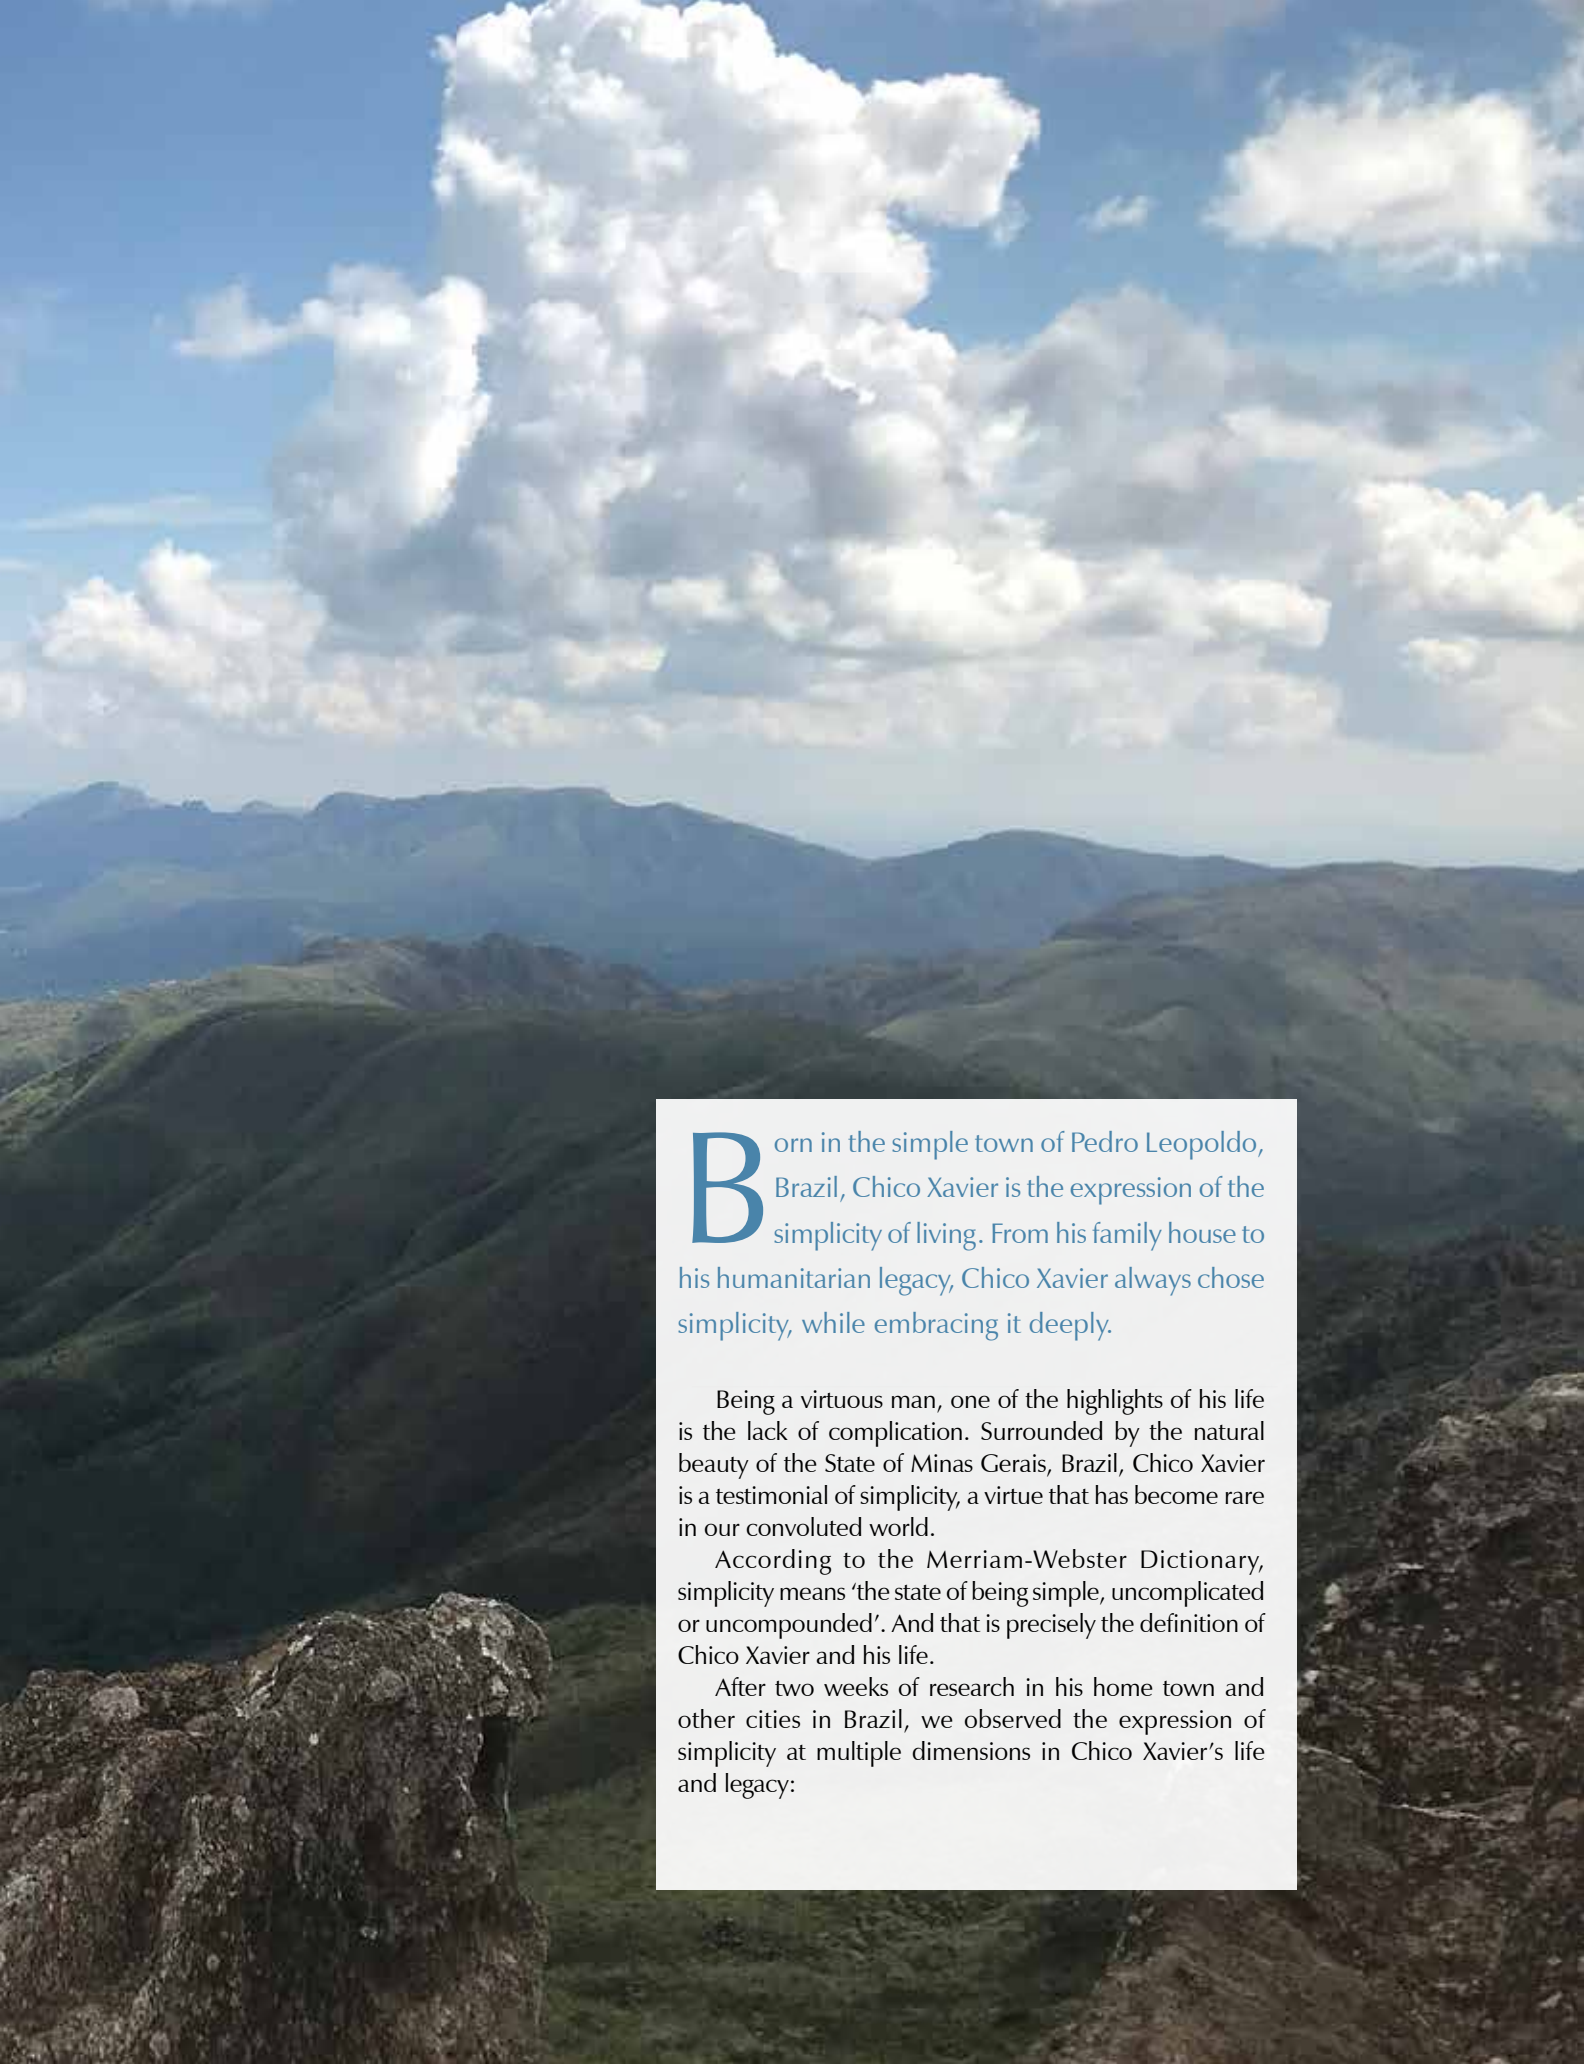 Born in the simple town of Pedro Leopoldo,
Brazil, Chico Xavier is the expression of the
simplicity of living. From his family house to
his humanitarian legacy, Chico Xavier always chose
simplicity, while embracing it deeply.
Being a virtuous man, one of the highlights of his life
is the lack of complication. Surrounded by the natural
beauty of the State of Minas Gerais, Brazil, Chico Xavier
is a testimonial of simplicity, a virtue that has become rare
in our convoluted world.
According to the Merriam-Webster Dictionary,
simplicity means ‘the state of being simple, uncomplicated
or uncompounded’. And that is precisely the definition of
Chico Xavier and his life.
After two weeks of research in his home town and
other cities in Brazil, we observed the expression of
simplicity at multiple dimensions in Chico Xavier’s life
and legacy: